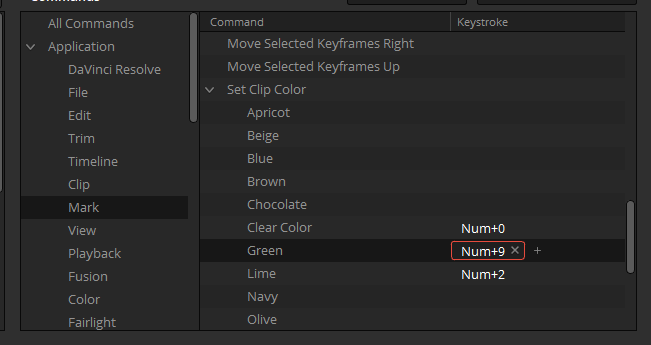 All Commands
Application
DaVinci Resolve
File
Edit
Trim
Timeline
Clip
Mark
View
Playback
Fusion
Color
Fairlight
Command Keystroke
Move Selected Keyframes Right
Move Selected Keyframes Up
Set Clip Color
Apricot
Beige
Blue
Brown
Chocolate
Clear Color Num+0
Green Num+9 × +
Lime Num+2
Navy
Olive